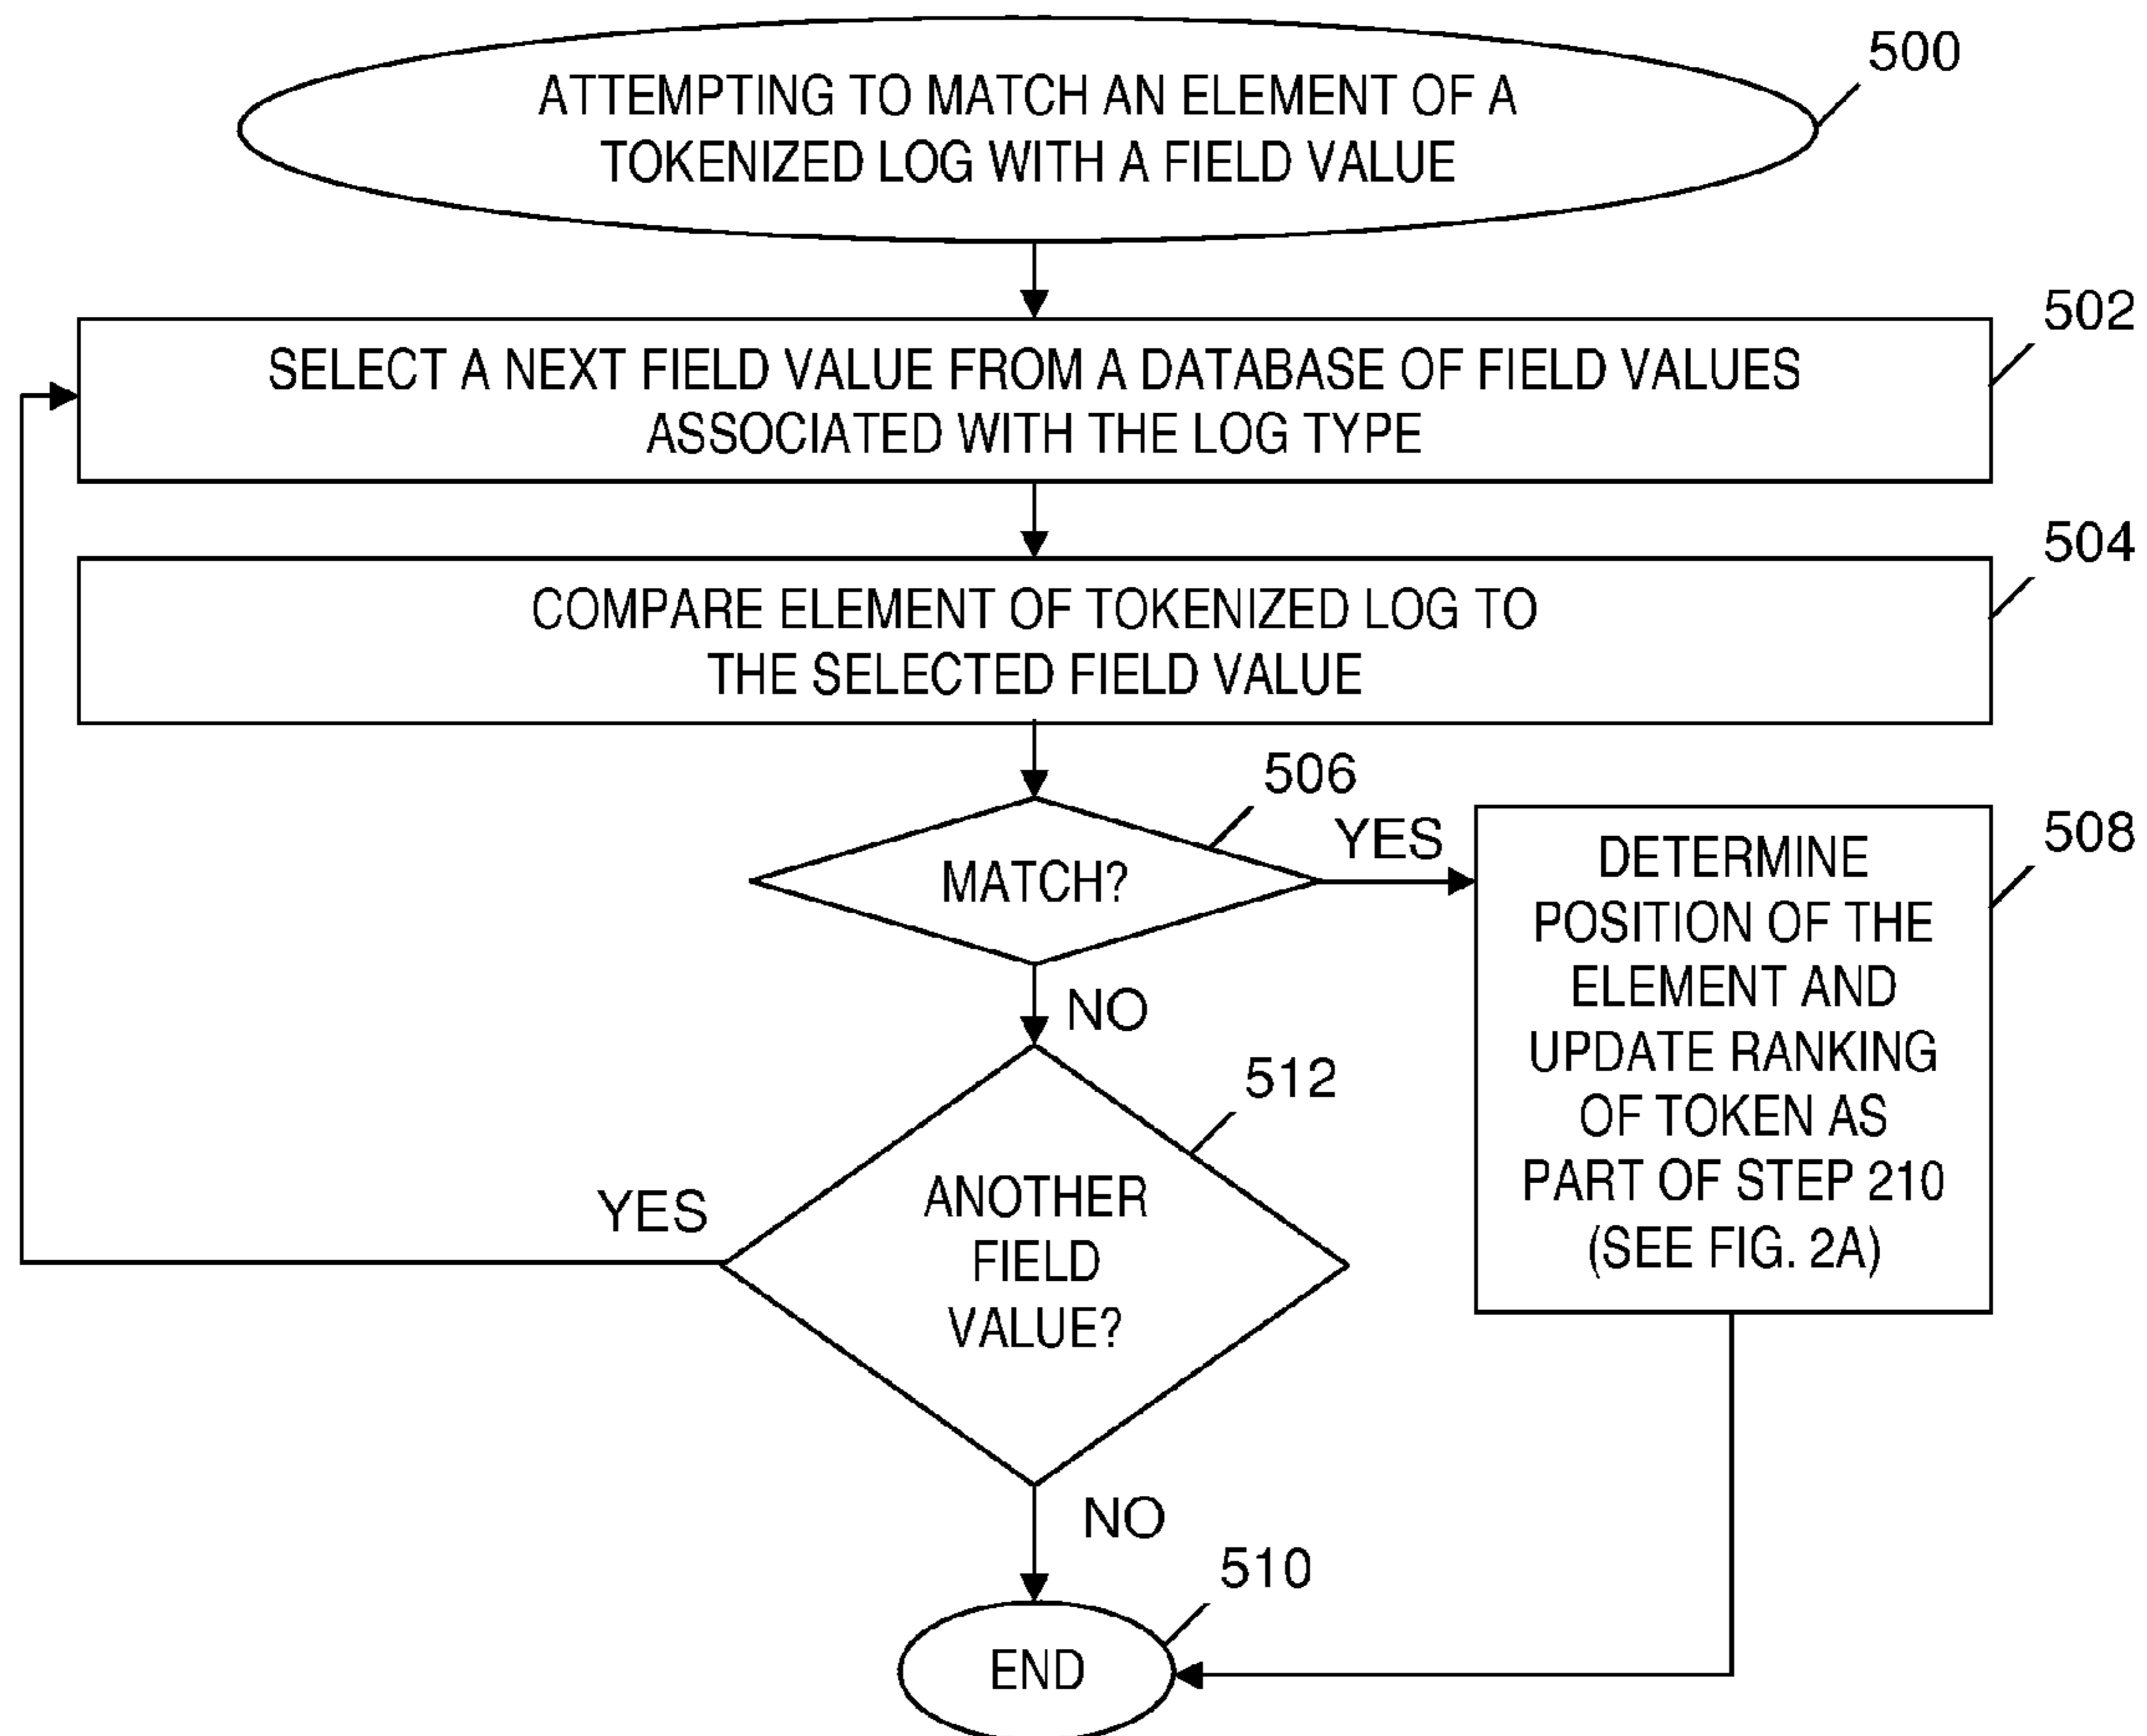 500
ATTEMPTING TO MATCH AN ELEMENT OF A
TOKENIZED LOG WITH A FIELD VALUE
502
SELECT A NEXT FIELD VALUE FROM A DATABASE OF FIELD VALUES
ASSOCIATED WITH THE LOG TYPE
504
COMPARE ELEMENT OF TOKENIZED LOG TO
THE SELECTED FIELD VALUE
506
MATCH?
YES
508
DETERMINE
POSITION OF THE
ELEMENT AND
UPDATE RANKING
OF TOKEN AS
PART OF STEP 210
(SEE FIG. 2A)
NO
512
ANOTHER
FIELD
VALUE?
YES
NO
510
END